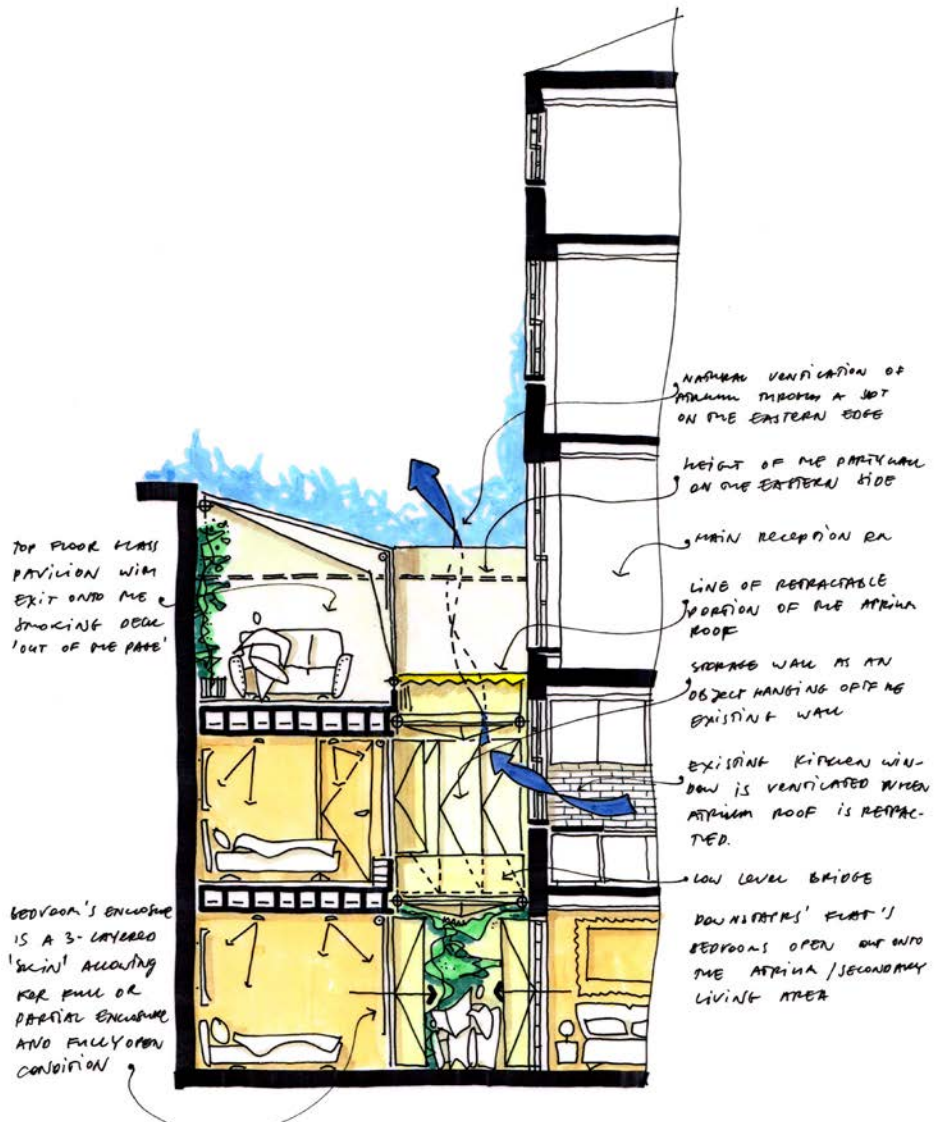 NATURAL VENTILATION OF
ATRIUM THROUGH A SLOT
ON THE EASTERN EDGE
HEIGHT OF THE PARTY WALL
ON THE EASTERN SIDE
MAIN RECEPTION RM
LINE OF RETRACTABLE
PORTION OF THE ATRIUM
ROOF
STORAGE WALL AS AN
OBJECT HANGING OFF THE
EXISTING WALL
EXISTING KITCHEN WIN-
DOW IS VENTILATED WHEN
ATRIUM ROOF IS RETRAC-
TED.
LOW LEVEL BRIDGE
DOWNSTAIRS' FLAT'S
BEDROOMS OPEN OUT ONTO
THE ATRIUM / SECONDARY
LIVING AREA
TOP FLOOR GLASS
PAVILION WITH
EXIT ONTO THE
SMOKING DECK
'OUT OF THE PAGE'
BEDROOM'S ENCLOSURE
IS A 3-LAYERED
'SKIN' ALLOWING
FOR FULL OR
PARTIAL ENCLOSURE
AND FULLY OPEN
CONDITION